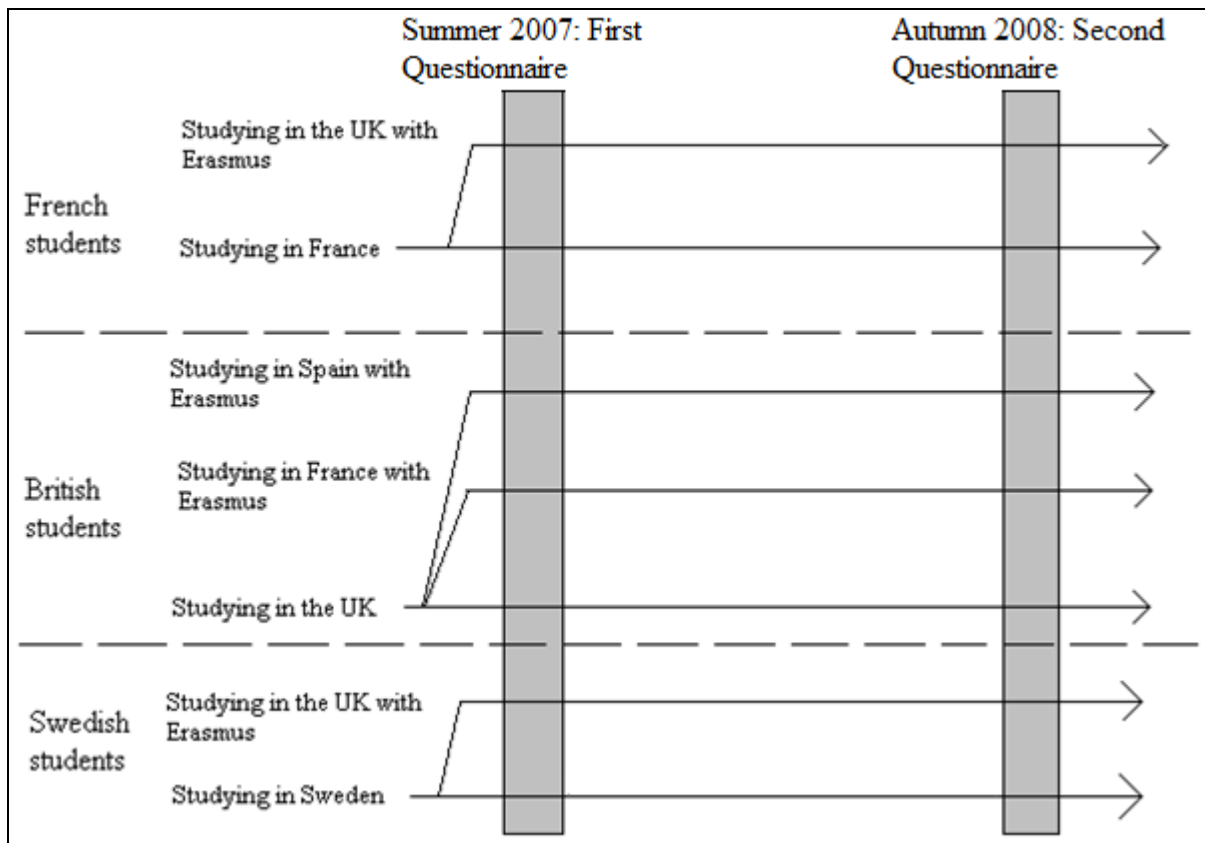 Summer 2007: First
Questionnaire
Autumn 2008: Second
Questionnaire
French
students
Studying in the UK with
Erasmus
Studying in France
British
students
Studying in Spain with
Erasmus
Studying in France with
Erasmus
Studying in the UK
Swedish
students
Studying in the UK with
Erasmus
Studying in Sweden